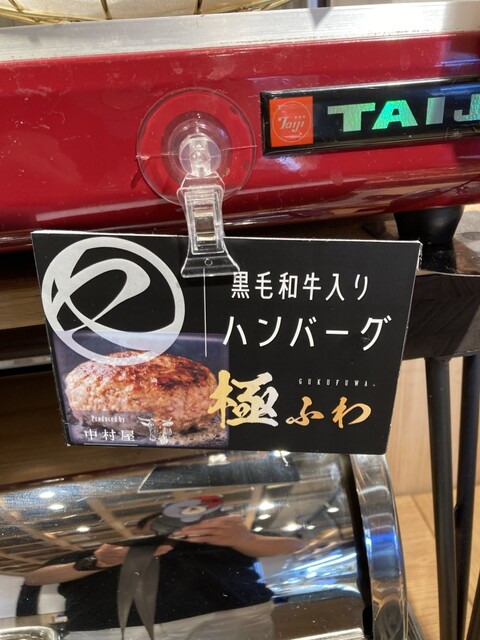 Taiji
TAIJ
黒毛和牛入り
ハンバーグ
GOKUFUWA.
極ふわ
Produced by
中村屋